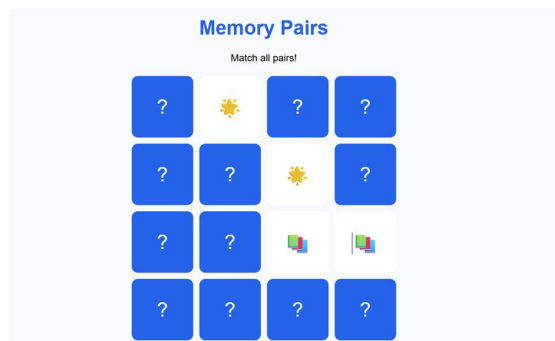 Memory Pairs
Match all pairs!
? ? ?
? ? ?
? ?
? ? ? ?